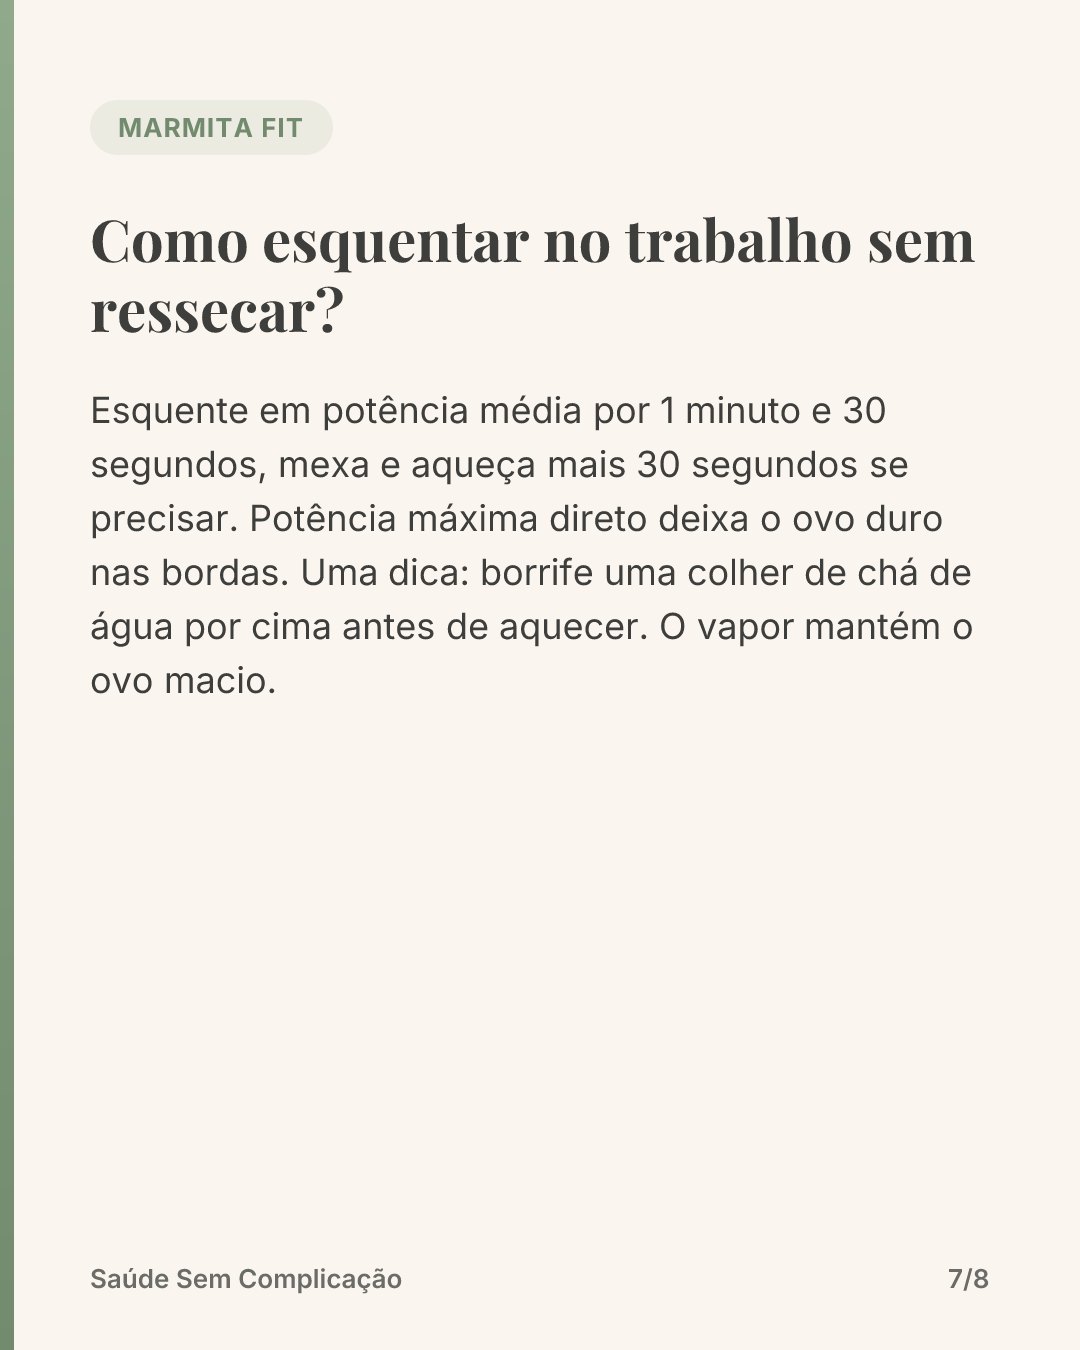 MARMITA FIT
Como esquentar no trabalho sem
ressecar?
Esquente em potência média por 1 minuto e 30
segundos, mexa e aqueça mais 30 segundos se
precisar. Potência máxima direto deixa o ovo duro
nas bordas. Uma dica: borrife uma colher de chá de
água por cima antes de aquecer. O vapor mantém o
ovo macio.
Saúde Sem Complicação
7/8